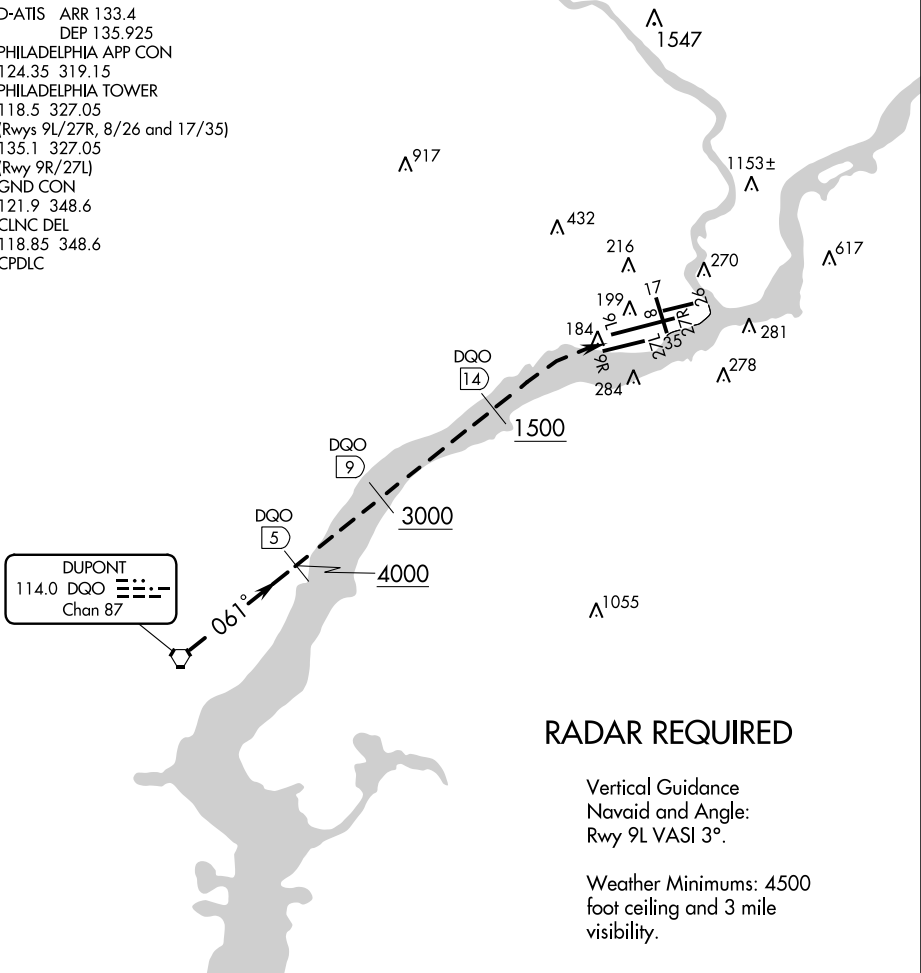 D-ATIS ARR 133.4
DEP 135.925
PHILADELPHIA APP CON
124.35 319.15
PHILADELPHIA TOWER
118.5 327.05
(Rwys 9L/27R, 8/26 and 17/35)
135.1 327.05
(Rwy 9R/27L)
GND CON
121.9 348.6
CLNC DEL
118.85 348.6
CPDLC
1547
917
1153±
432
216
270
617
199
17
26
8
9L
27R
184
281
35
27L
9R
284
278
DQO
14
1500
DQO
9
3000
DQO
5
4000
DUPONT
114.0 DQO
Chan 87
061°
1055
RADAR REQUIRED
Vertical Guidance
Navaid and Angle:
Rwy 9L VASI 3°.
Weather Minimums: 4500
foot ceiling and 3 mile
visibility.